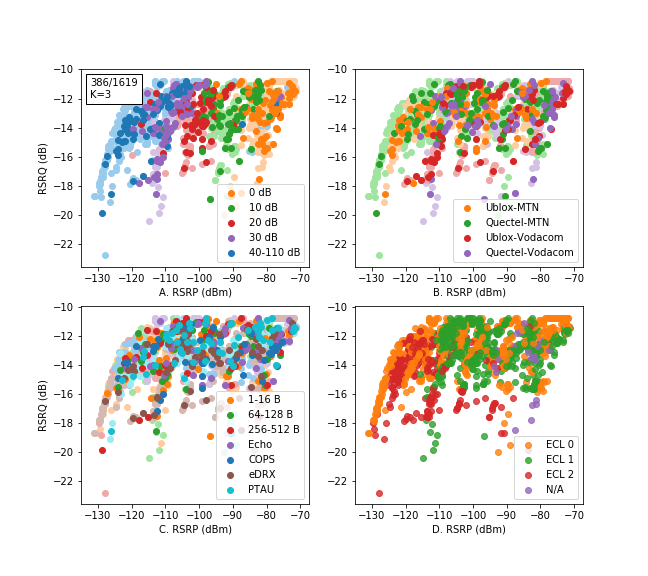 −10
−12
−14
−16
−18
−20
−22
RSRQ (dB)
386/1619
K=3
0 dB
10 dB
20 dB
30 dB
40-110 dB
−130
−120
−110
−100
−90
−80
−70
A. RSRP (dBm)
−10
−12
−14
−16
−18
−20
−22
Ublox-MTN
Quectel-MTN
Ublox-Vodacom
Quectel-Vodacom
−130
−120
−110
−100
−90
−80
−70
B. RSRP (dBm)
−10
−12
−14
−16
−18
−20
−22
RSRQ (dB)
1-16 B
64-128 B
256-512 B
Echo
COPS
eDRX
PTAU
−130
−120
−110
−100
−90
−80
−70
C. RSRP (dBm)
−10
−12
−14
−16
−18
−20
−22
ECL 0
ECL 1
ECL 2
N/A
−130
−120
−110
−100
−90
−80
−70
D. RSRP (dBm)